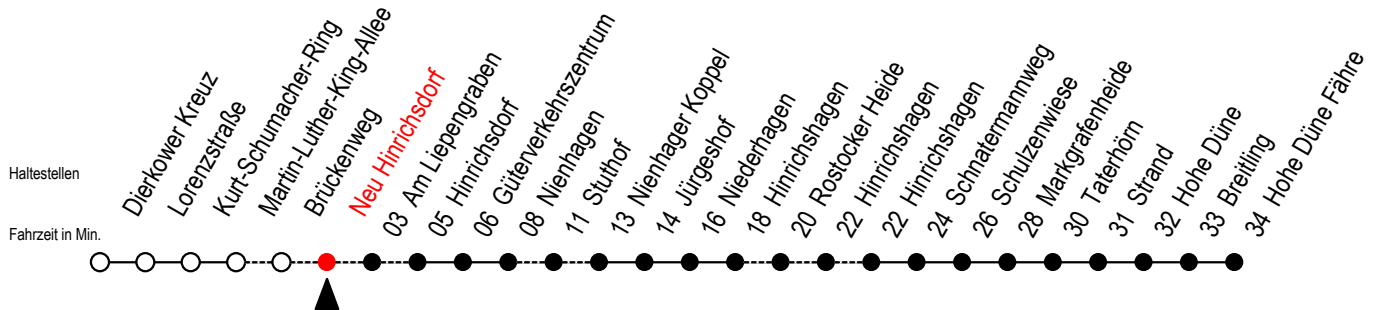 Haltestellen
Fahrzeit in Min.
Dierkower Kreuz
Lorenzstraße
Kurt-Schumacher-Ring
Martin-Luther-King-Allee
Brückenweg
Neu Hinrichsdorf
03 Am Liepengraben
05 Hinrichsdorf
06 Güterverkehrszentrum
08 Nienhagen
11 Stuthof
13 Nienhager Koppel
14 Jürgeshof
16 Niederhagen
18 Hinrichshagen
20 Rostocker Heide
22 Hinrichshagen
22 Hinrichshagen
24 Schnatermannweg
26 Schulzenwiese
28 Markgrafenheide
30 Taterhörn
31 Strand
32 Hohe Düne
33 Breitling
34 Hohe Düne Fähre